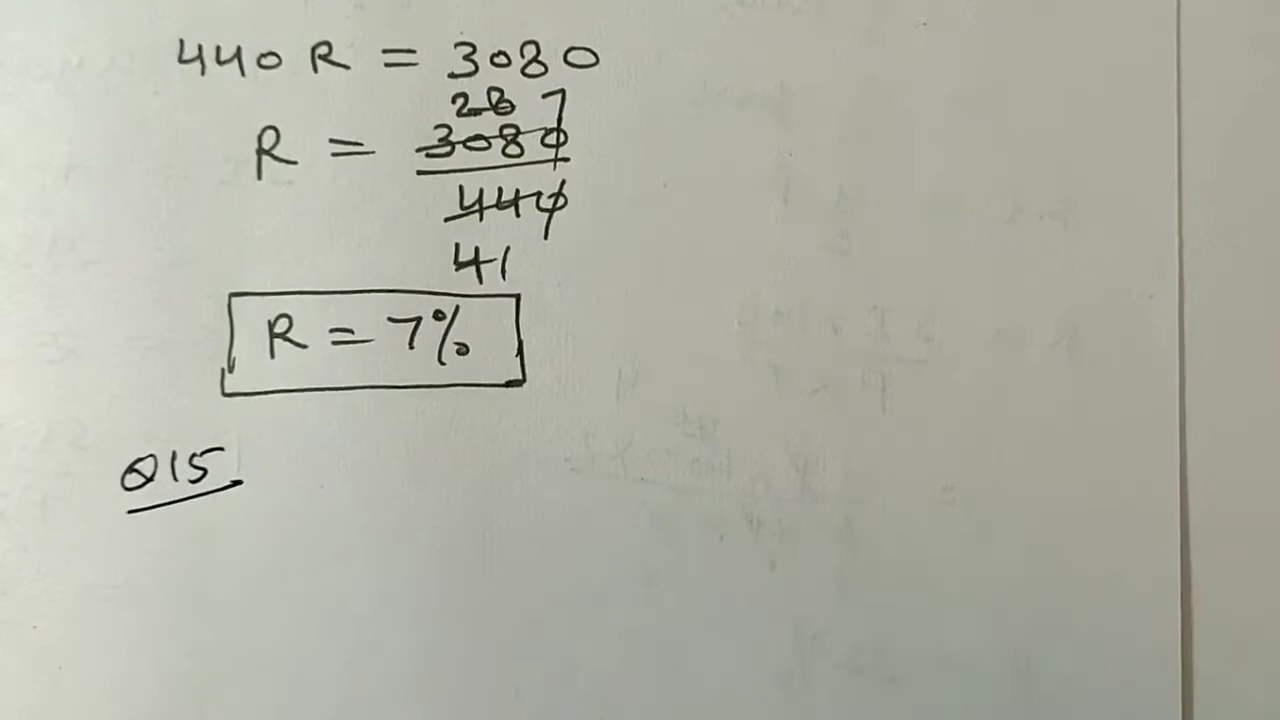 440 R = 3080
28 7
R = 3080
440
41
R = 7%
Q15